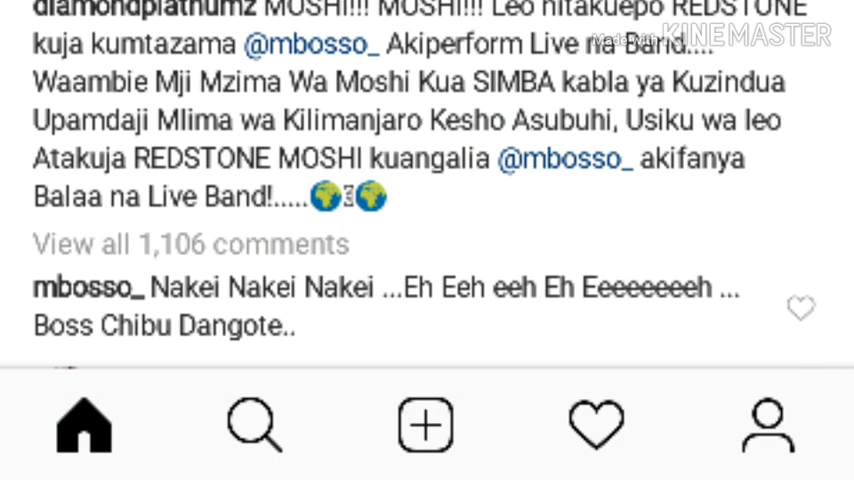 diamondplatnumz MOSHI!!! MOSHI!!! Leo nitakuepo REDSTONE
kuja kumtazama @mbosso_ Akiperform Live na Band....
Made with KINEMASTER
Waambie Mji Mzima Wa Moshi Kua SIMBA kabla ya Kuzindua
Upamdaji Mlima wa Kilimanjaro Kesho Asubuhi, Usiku wa leo
Atakuja REDSTONE MOSHI kuangalia @mbosso_ akifanya
Balaa na Live Band!.....🌍🌍
View all 1,106 comments
mbosso_ Nakei Nakei Nakei ...Eh Eeh eeh Eh Eeeeeeeeh ...
Boss Chibu Dangote..